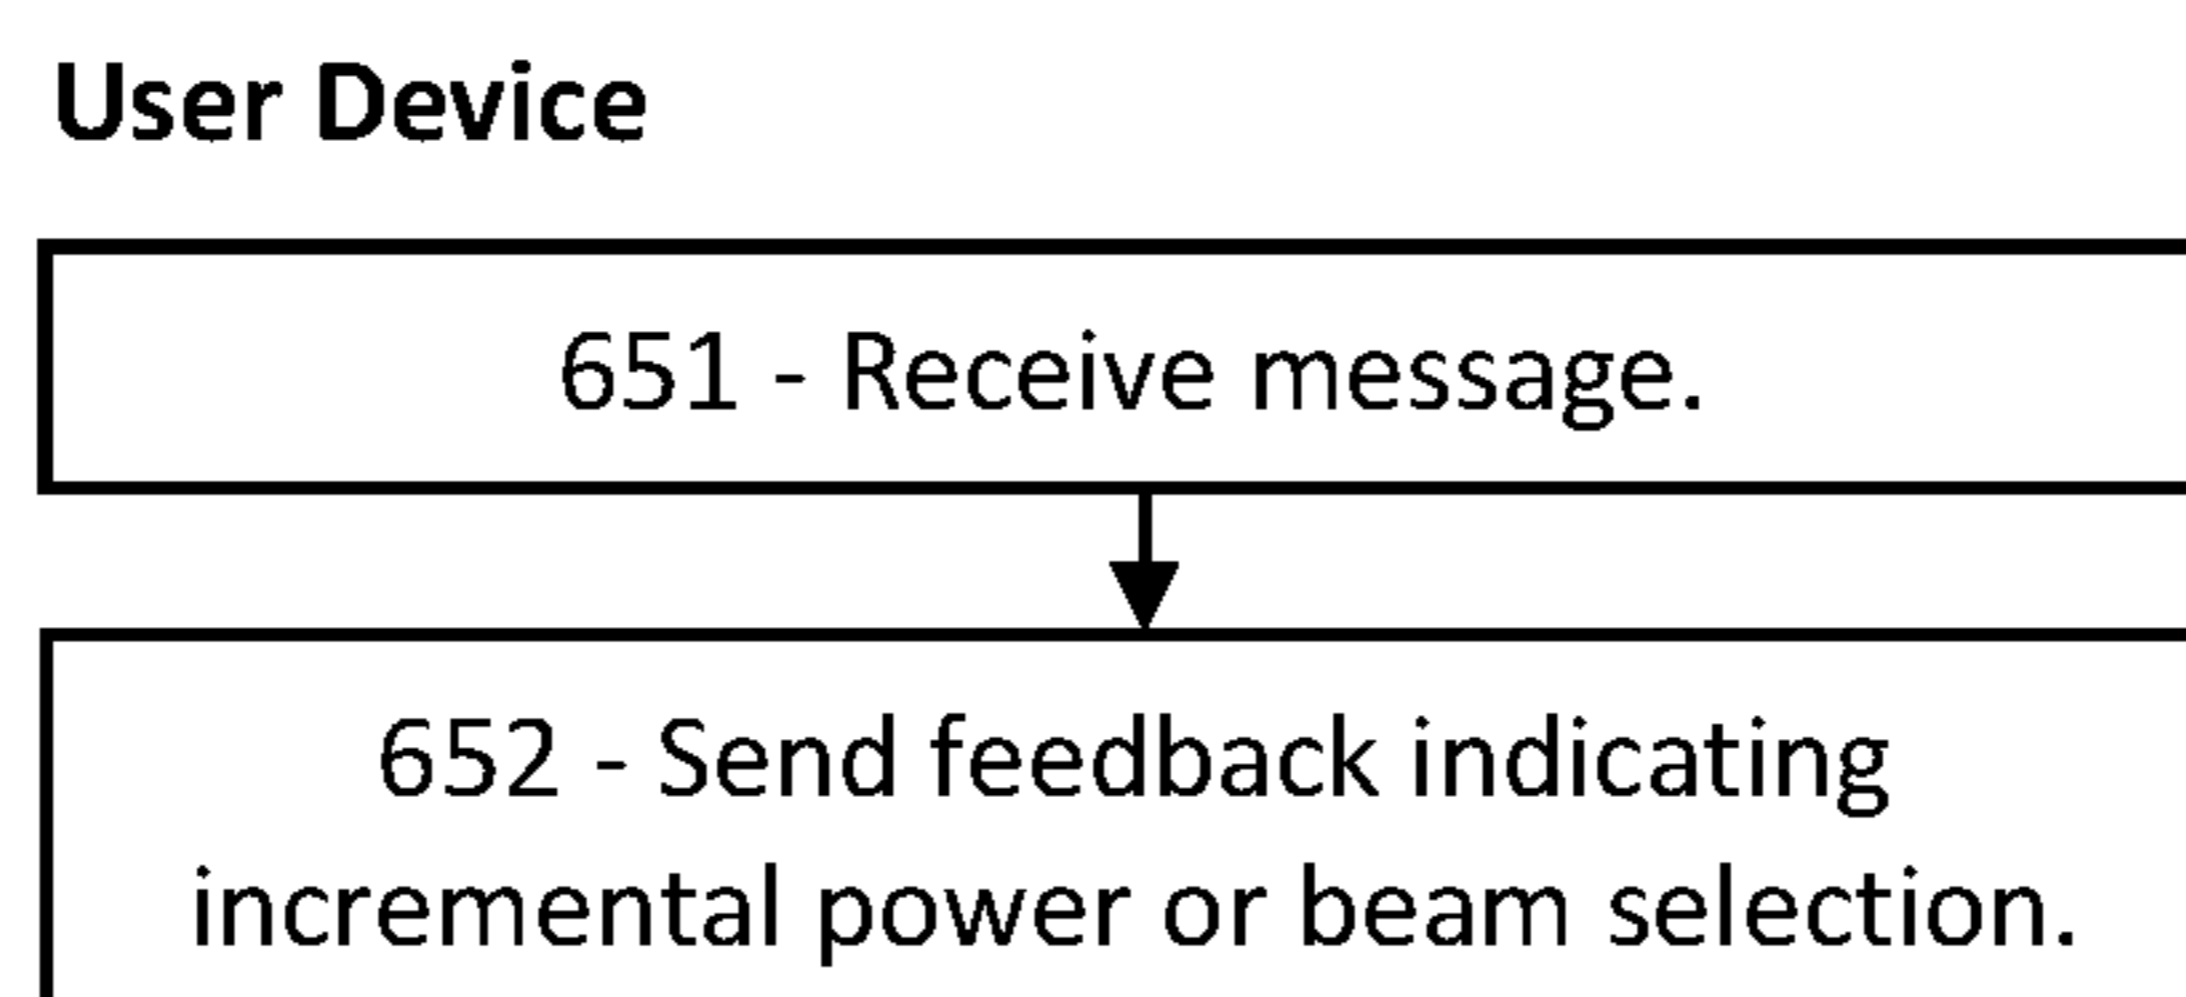 User Device
651 - Receive message.
652 - Send feedback indicating
incremental power or beam selection.